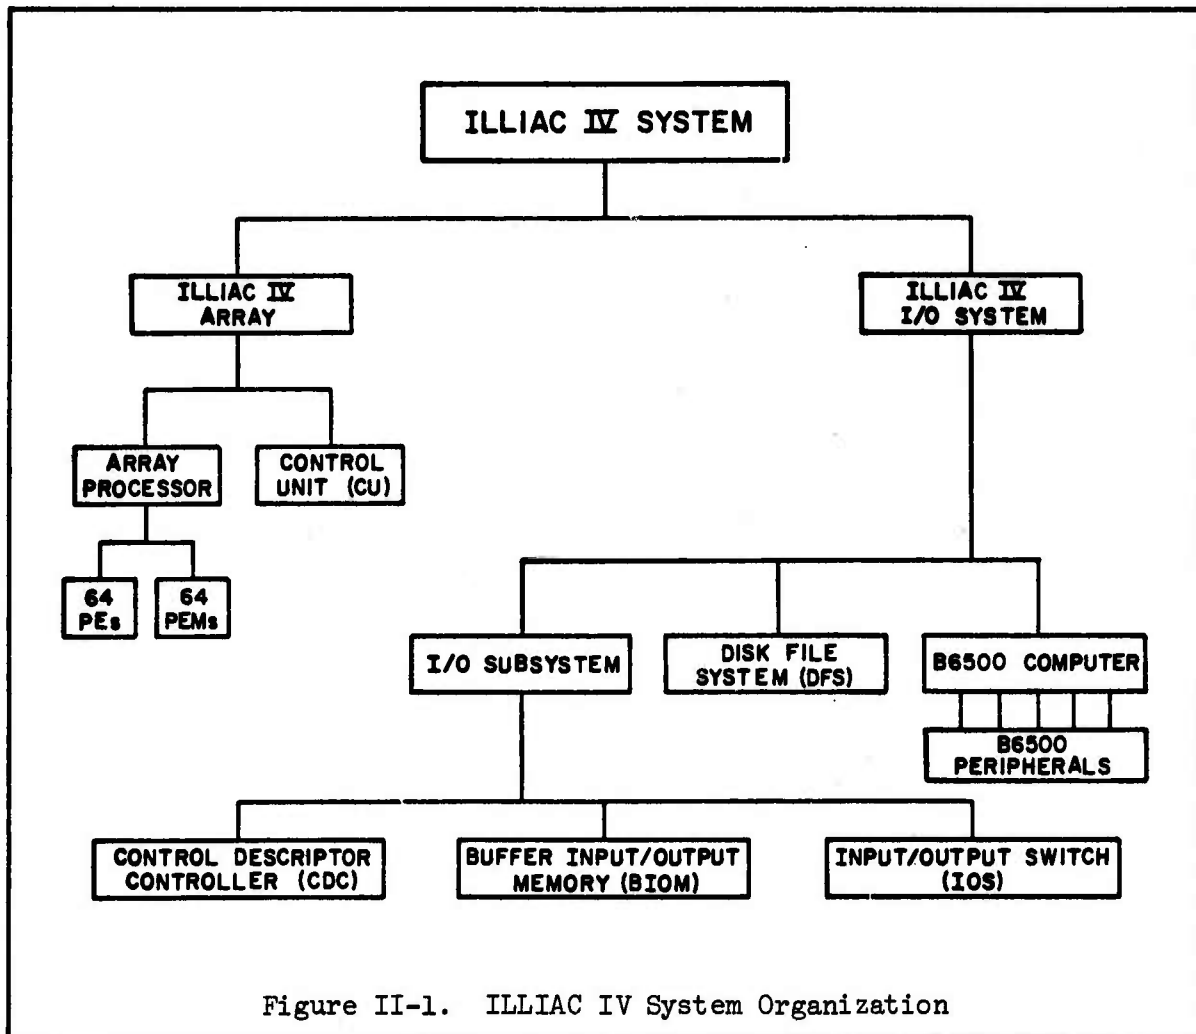 ILLIAC IV SYSTEM
ILLIAC IV
ARRAY
ILLIAC IV
I/O SYSTEM
ARRAY
PROCESSOR
CONTROL
UNIT (CU)
64
PEs
64
PEMs
I/O SUBSYSTEM
DISK FILE
SYSTEM (DFS)
B6500 COMPUTER
B6500
PERIPHERALS
CONTROL DESCRIPTOR
CONTROLLER (CDC)
BUFFER INPUT/OUTPUT
MEMORY (BIOM)
INPUT/OUTPUT SWITCH
(IOS)
Figure II-1. ILLIAC IV System Organization